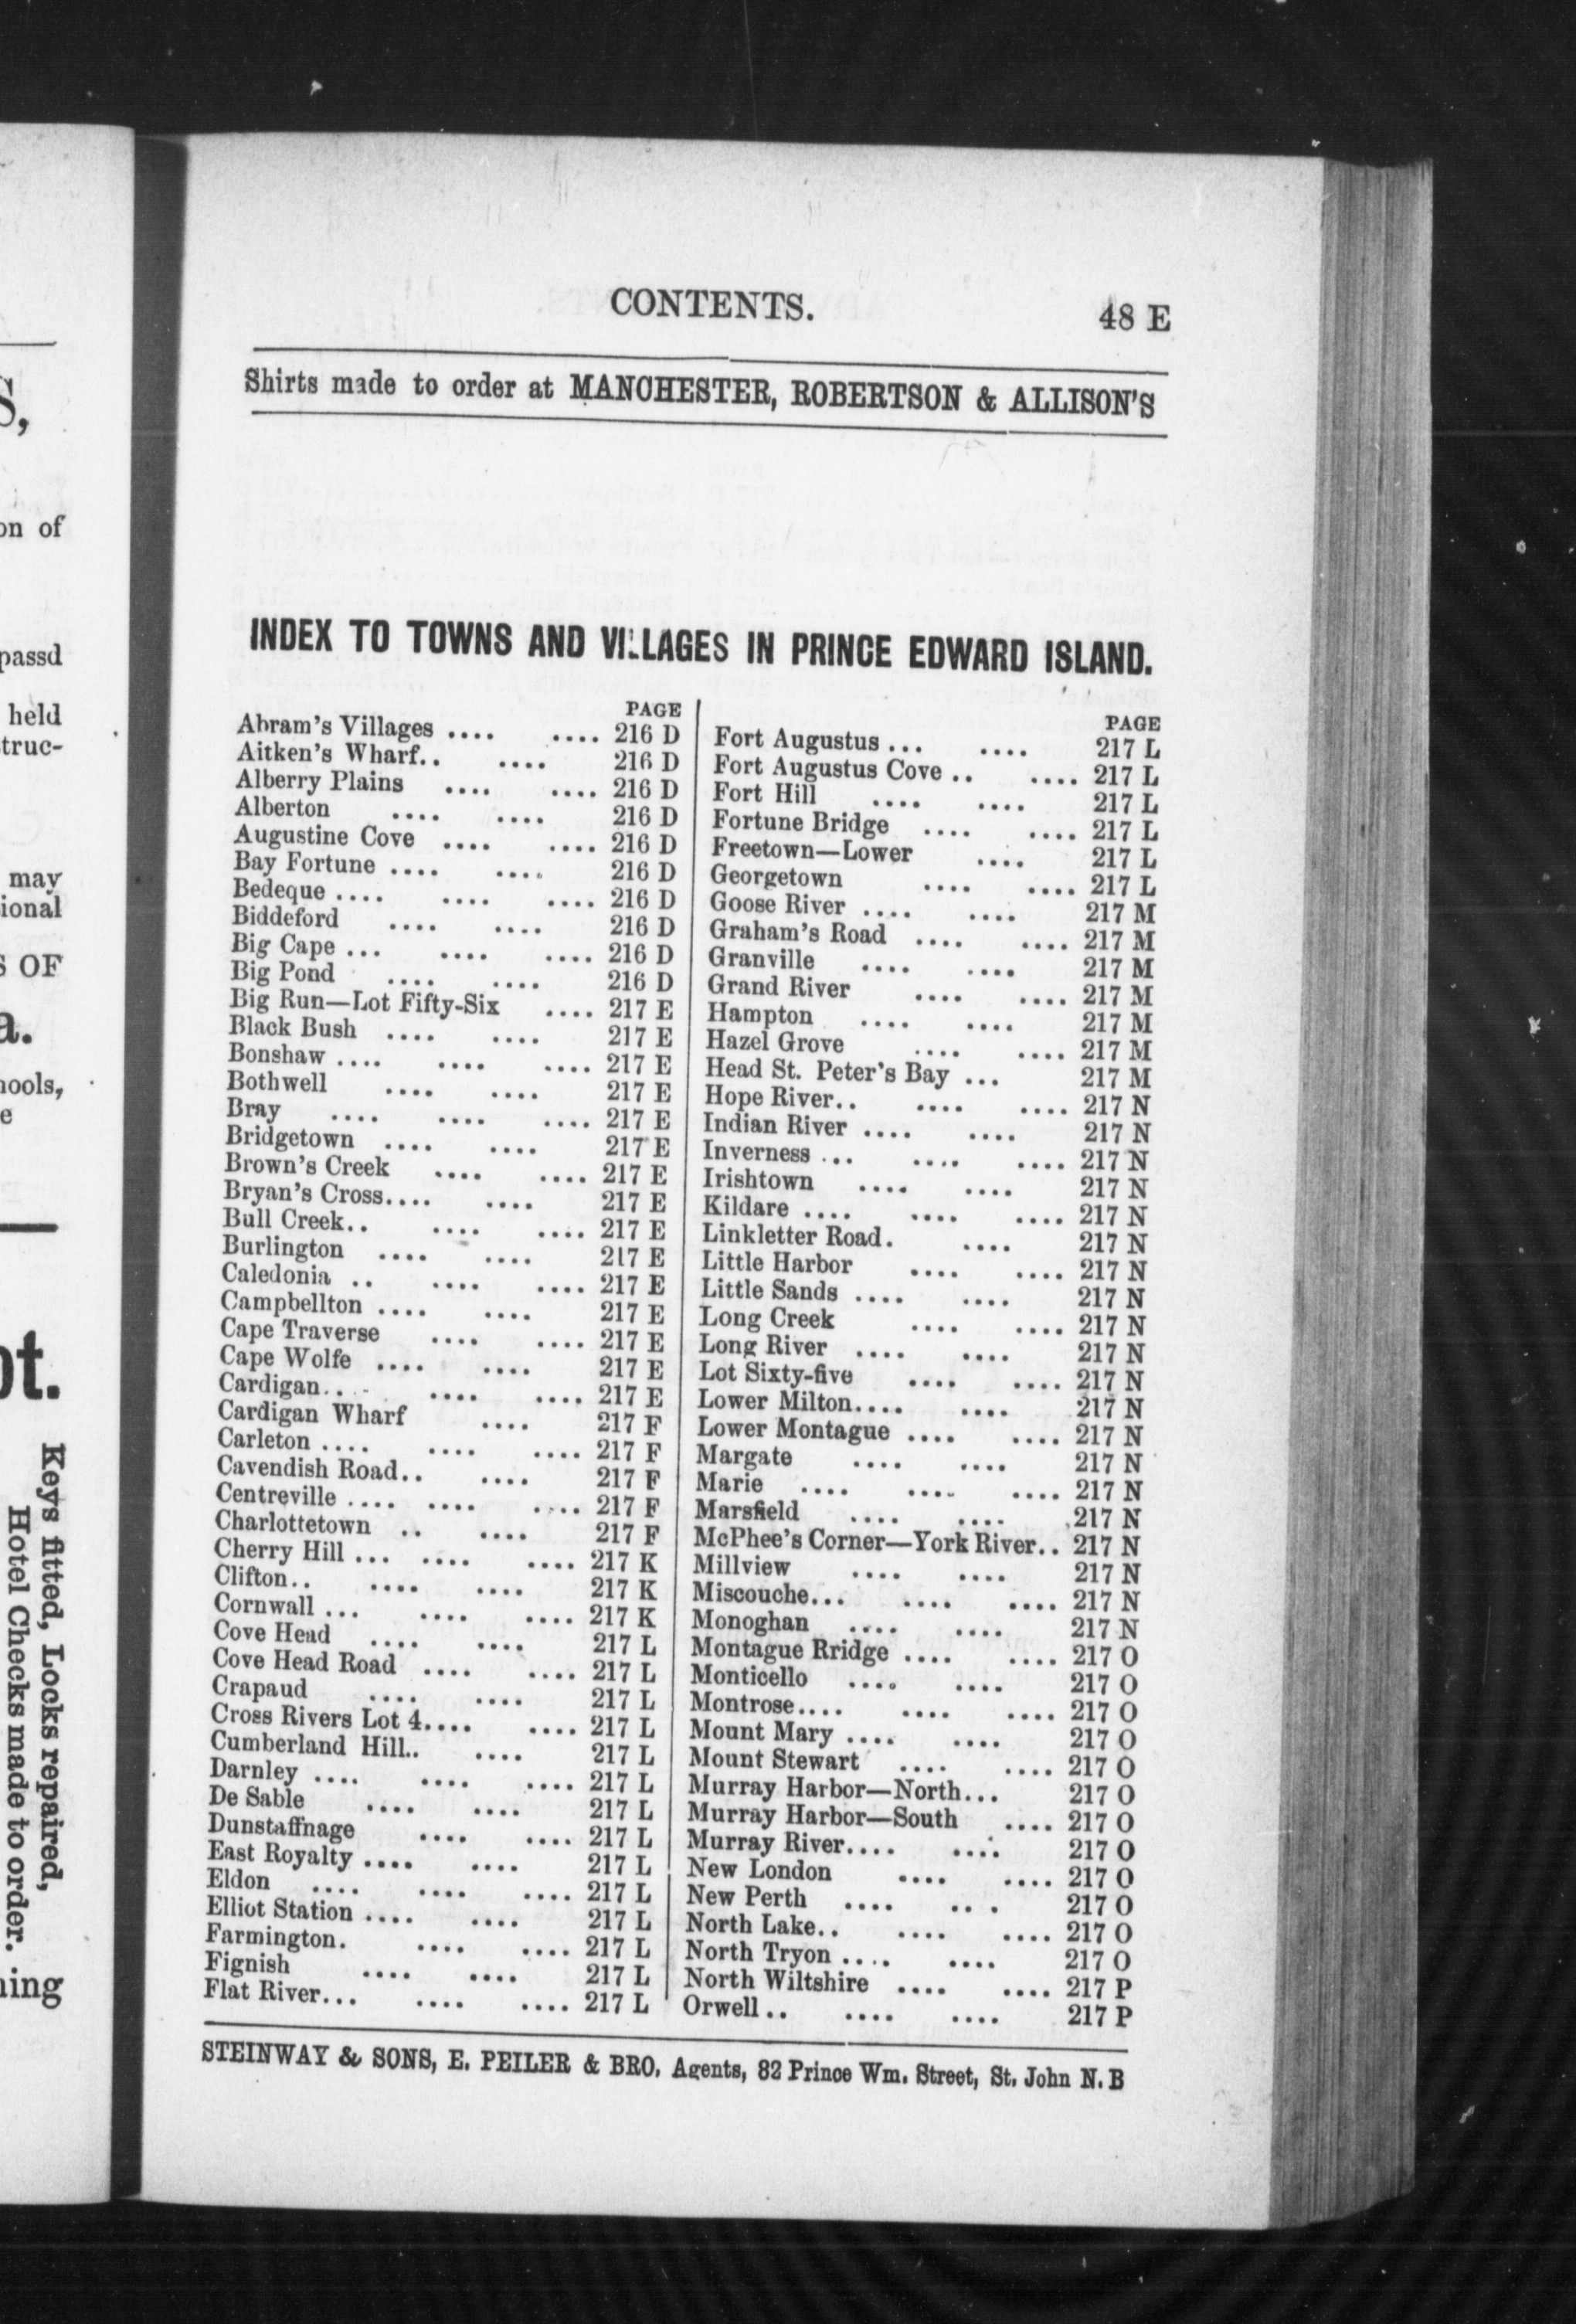 S,
on of
passd
held
truc-
may
ional
S OF
a.
hools,
e
ot.
Keys fitted, Locks repaired,
Hotel Checks made to order.
ning
CONTENTS. 48 E
Shirts made to order at MANCHESTER, ROBERTSON & ALLISON'S
INDEX TO TOWNS AND VILLAGES IN PRINCE EDWARD ISLAND.
PAGE
Abram's Villages .... .... 216 D
Aitken's Wharf.. .... 216 D
Alberry Plains .... .... 216 D
Alberton .... .... 216 D
Augustine Cove .... .... 216 D
Bay Fortune .... .... 216 D
Bedeque .... .... .... 216 D
Biddeford .... .... 216 D
Big Cape ... .... .... 216 D
Big Pond .... .... 216 D
Big Run—Lot Fifty-Six .... 217 E
Black Bush .... .... 217 E
Bonshaw .... .... .... 217 E
Bothwell .... .... 217 E
Bray .... .... .... 217 E
Bridgetown .... .... 217 E
Brown's Creek .... .... 217 E
Bryan's Cross.... .... 217 E
Bull Creek.. .... .... 217 E
Burlington .... .... 217 E
Caledonia .. .... .... 217 E
Campbellton .... .... 217 E
Cape Traverse .... .... 217 E
Cape Wolfe .... .... 217 E
Cardigan... .... .... 217 E
Cardigan Wharf .... 217 F
Carleton .... .... .... 217 F
Cavendish Road.. .... 217 F
Centreville .... .... .... 217 F
Charlottetown .. .... 217 F
Cherry Hill ... .... .... 217 K
Clifton.. .... .... 217 K
Cornwall ... .... .... 217 K
Cove Head .... .... 217 L
Cove Head Road .... .... 217 L
Crapaud .... .... 217 L
Cross Rivers Lot 4.... .... 217 L
Cumberland Hill.. .... 217 L
Darnley .... .... .... 217 L
De Sable .... .... 217 L
Dunstaffnage .... .... 217 L
East Royalty .... .... 217 L
Eldon .... .... .... 217 L
Elliot Station .... .... 217 L
Farmington. .... .... 217 L
Fignish .... .... 217 L
Flat River... .... .... 217 L
PAGE
Fort Augustus ... .... 217 L
Fort Augustus Cove .. .... 217 L
Fort Hill .... .... 217 L
Fortune Bridge .... .... 217 L
Freetown—Lower .... 217 L
Georgetown .... .... 217 L
Goose River .... .... 217 M
Graham's Road .... .... 217 M
Granville .... .... 217 M
Grand River .... .... 217 M
Hampton .... .... 217 M
Hazel Grove .... .... 217 M
Head St. Peter's Bay ... 217 M
Hope River.. .... .... 217 N
Indian River .... .... 217 N
Inverness ... .... .... 217 N
Irishtown .... .... 217 N
Kildare .... .... .... 217 N
Linkletter Road. .... 217 N
Little Harbor .... .... 217 N
Little Sands .... .... 217 N
Long Creek .... .... 217 N
Long River .... .... 217 N
Lot Sixty-five .... .... 217 N
Lower Milton.... .... 217 N
Lower Montague .... .... 217 N
Margate .... .... 217 N
Marie .... .... .... 217 N
Marsfield .... .... 217 N
McPhee's Corner—York River.. 217 N
Millview .... .... 217 N
Miscouche... .... .... 217 N
Monoghan .... .... 217 N
Montague Rridge .... .... 217 O
Monticello .... .... 217 O
Montrose.... .... .... 217 O
Mount Mary .... .... 217 O
Mount Stewart .... .... 217 O
Murray Harbor—North... 217 O
Murray Harbor—South .... 217 O
Murray River.... .... 217 O
New London .... .... 217 O
New Perth .... .... 217 O
North Lake.. .... .... 217 O
North Tryon .... .... 217 O
North Wiltshire .... .... 217 P
Orwell .. .... .... 217 P
STEINWAY & SONS, E. PEILER & BRO. Agents, 82 Prince Wm. Street, St. John N. B